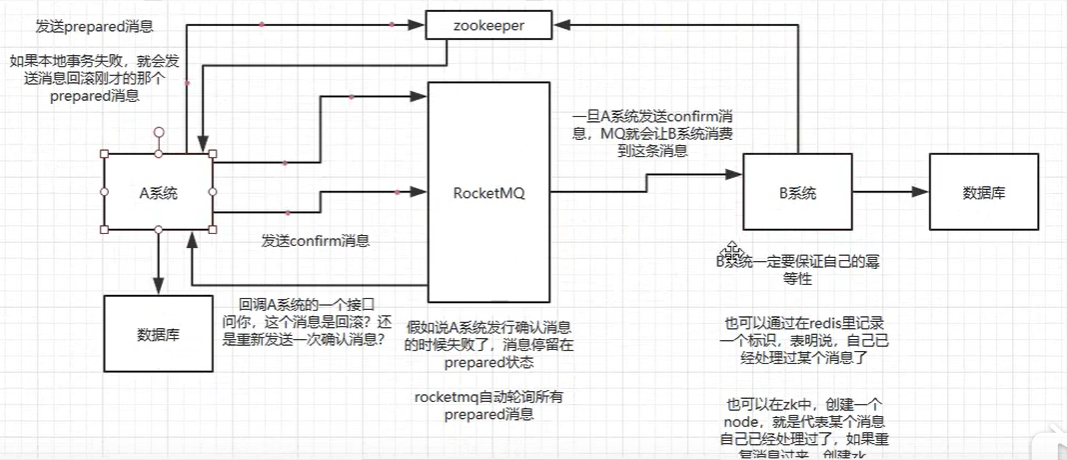 发送prepared消息
如果本地事务失败，就会发
送消息回滚刚才的那个
prepared消息
zookeeper
A系统
RocketMQ
发送confirm消息
数据库
回调A系统的一个接口
问你，这个消息是回滚？还
是重新发送一次确认消息？
假如说A系统发行确认消息
的时候失败了，消息停留在
prepared状态
rocketmq自动轮询所有
prepared消息
一旦A系统发送confirm消
息，MQ就会让B系统消费
到这条消息
B系统
数据库
B系统一定要保证自己的幂
等性
也可以通过在redis里记录
一个标识，表明说，自己已
经处理过某个消息了
也可以在zk中，创建一个
node，就是代表某个消息
自己已经处理过了，如果重
复消息过来，创建zk